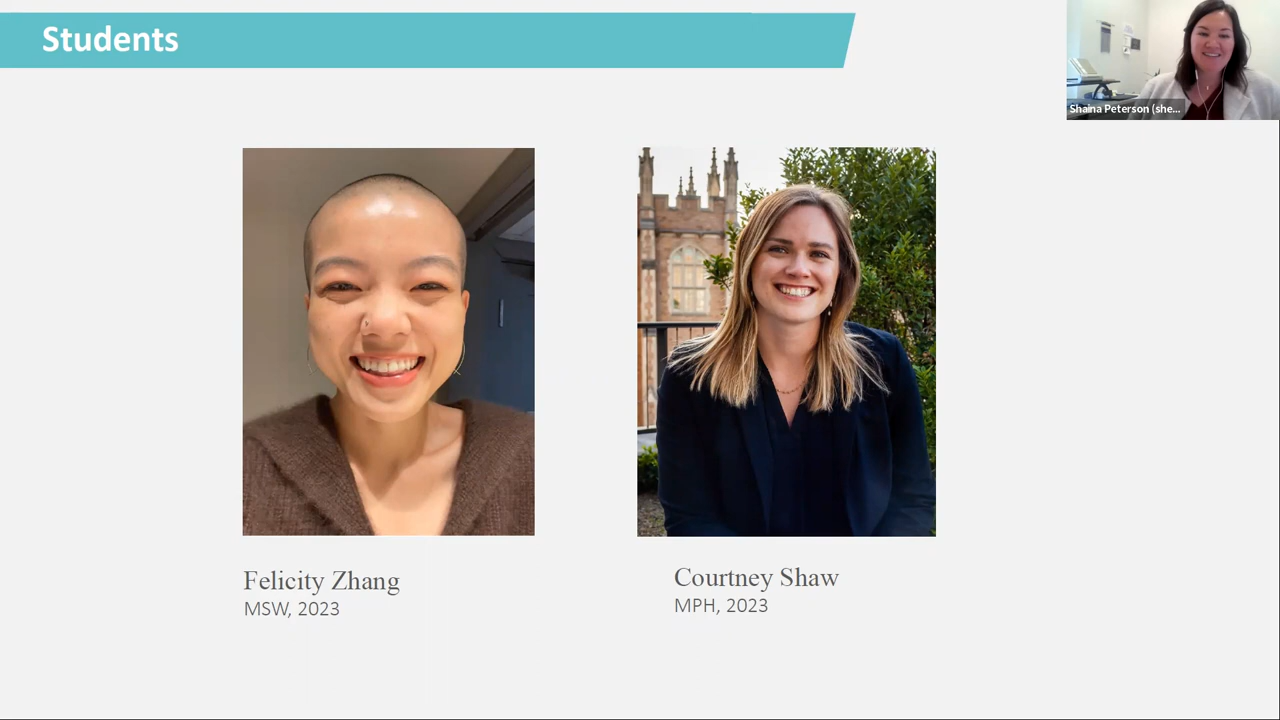 Students
Shaina Peterson (she...
Felicity Zhang
MSW, 2023
Courtney Shaw
MPH, 2023